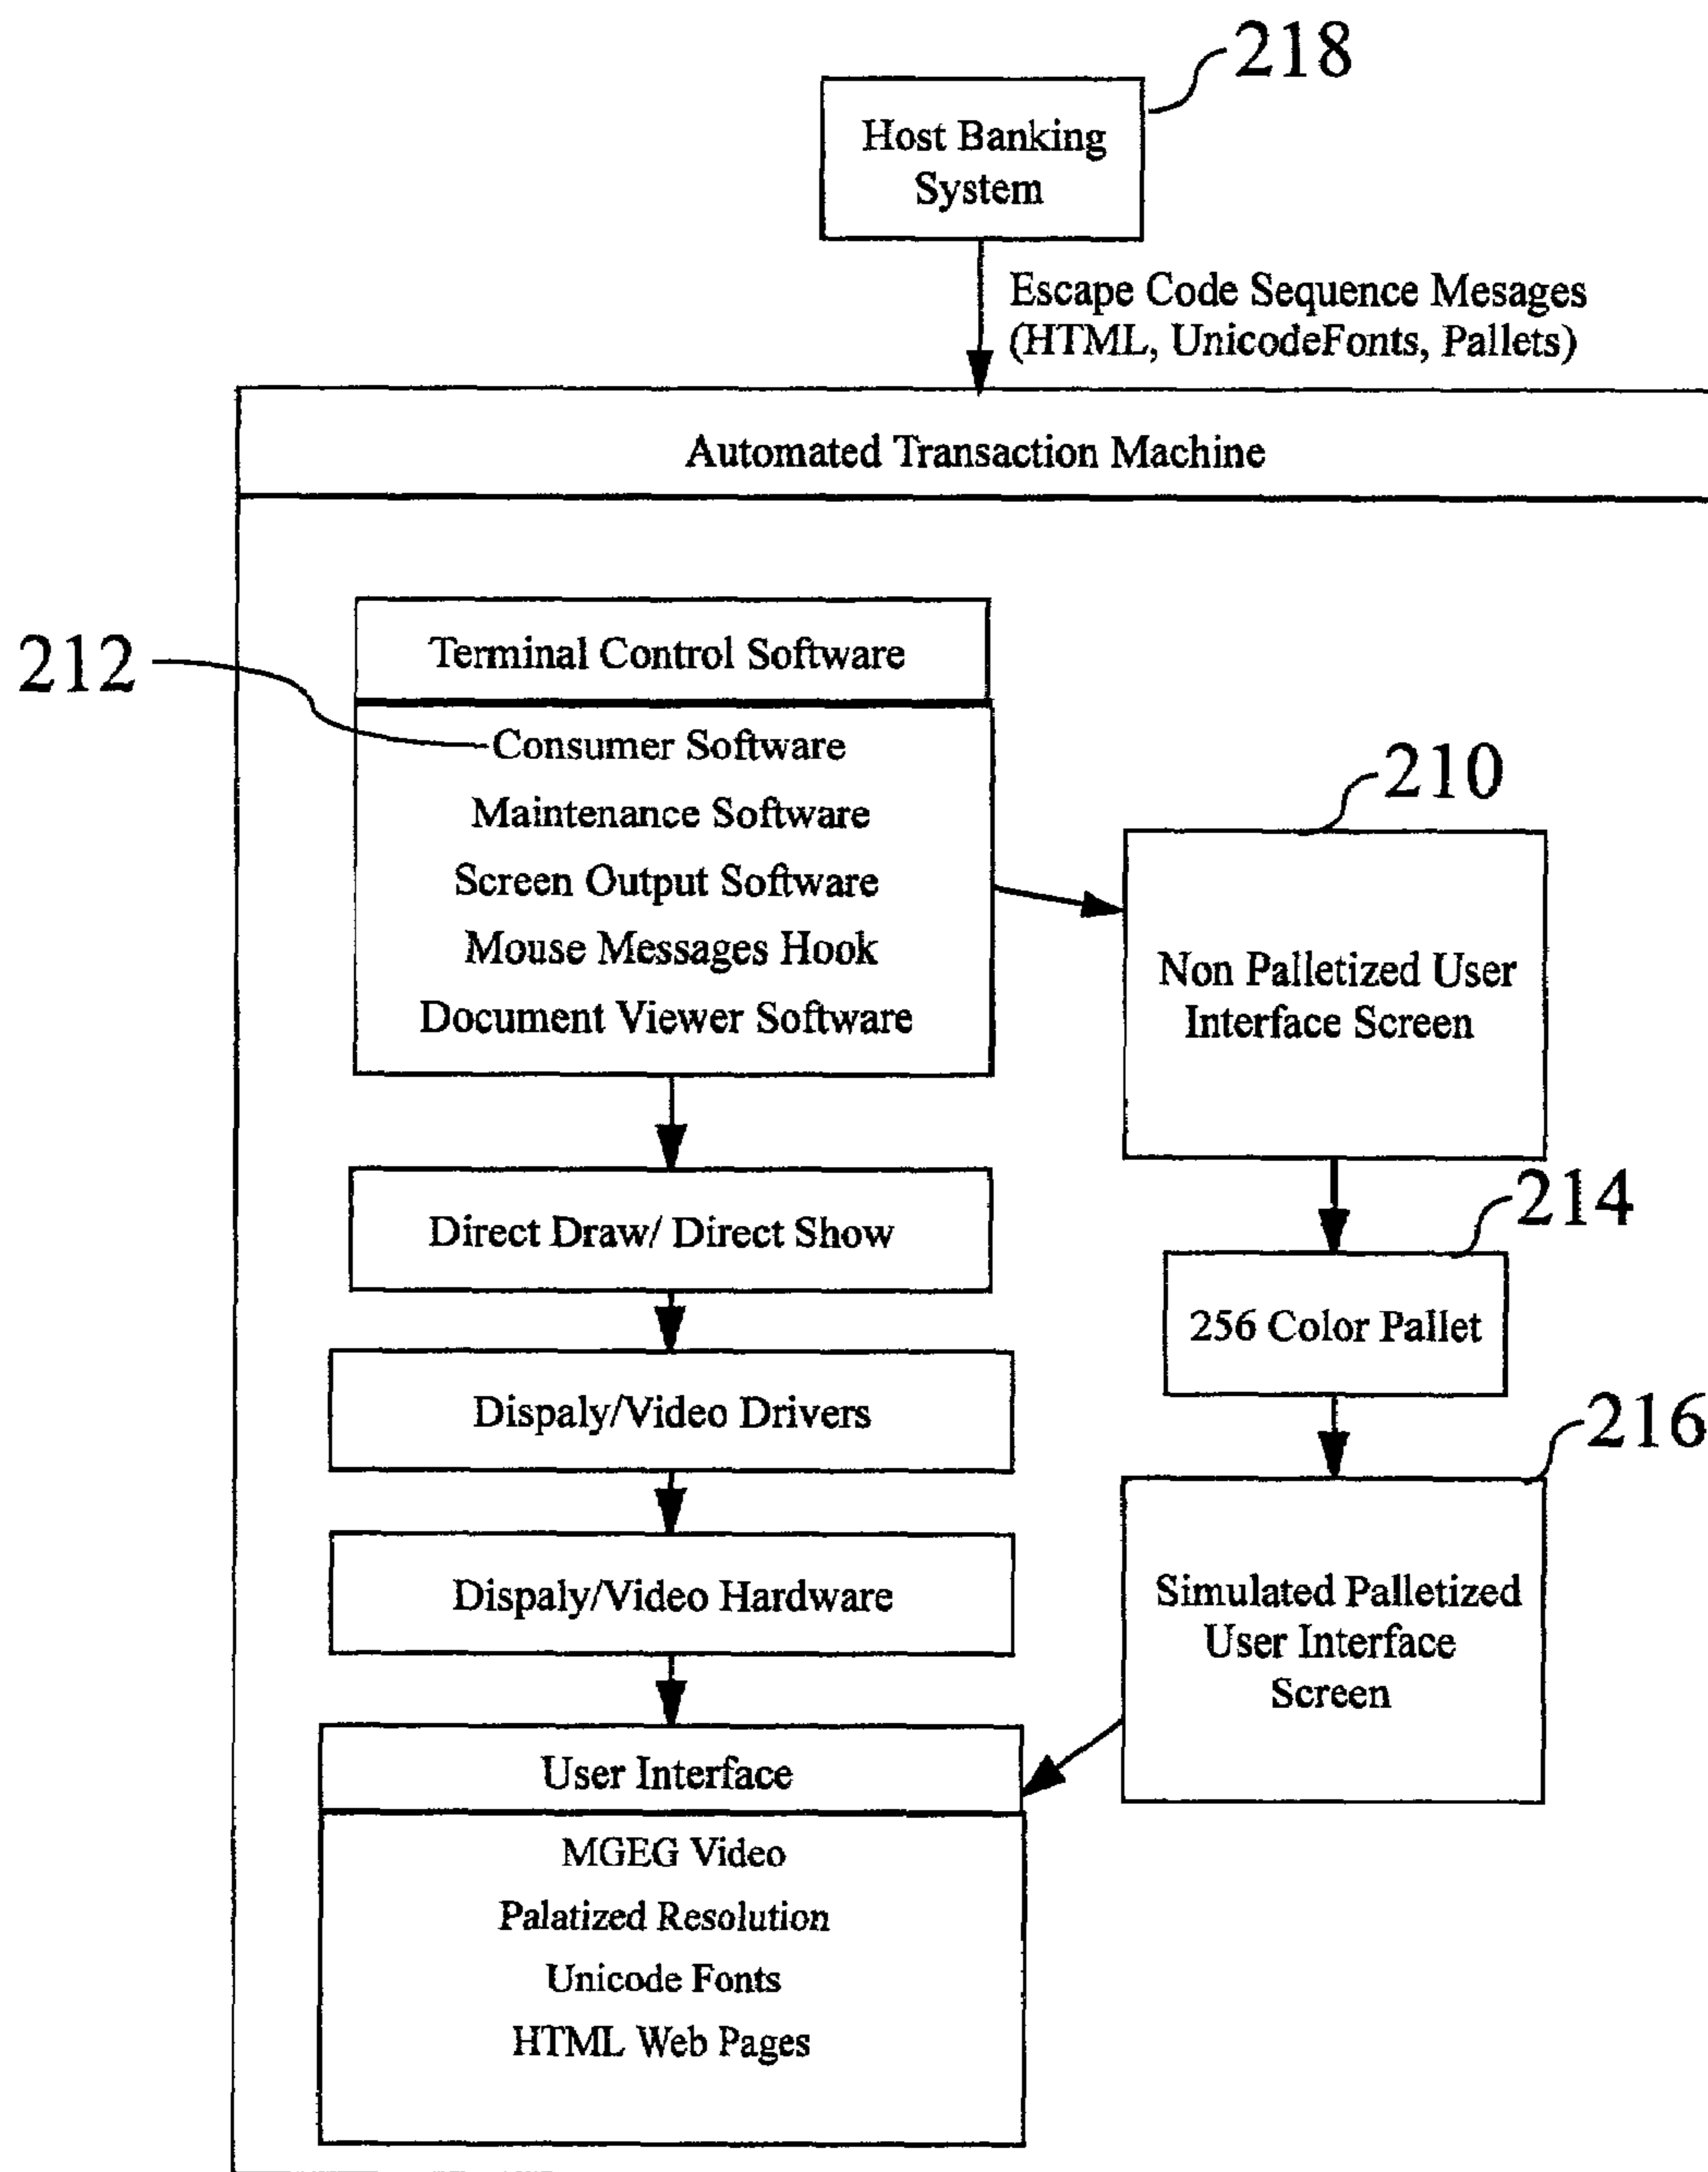 218
Host Banking
System
Escape Code Sequence Mesages
(HTML, UnicodeFonts, Pallets)
Automated Transaction Machine
Terminal Control Software
212
Consumer Software
Maintenance Software
Screen Output Software
Mouse Messages Hook
Document Viewer Software
210
Non Palletized User
Interface Screen
Direct Draw/ Direct Show
214
256 Color Pallet
Dispaly/Video Drivers
216
Dispaly/Video Hardware
Simulated Palletized
User Interface
Screen
User Interface
MGEG Video
Palatized Resolution
Unicode Fonts
HTML Web Pages